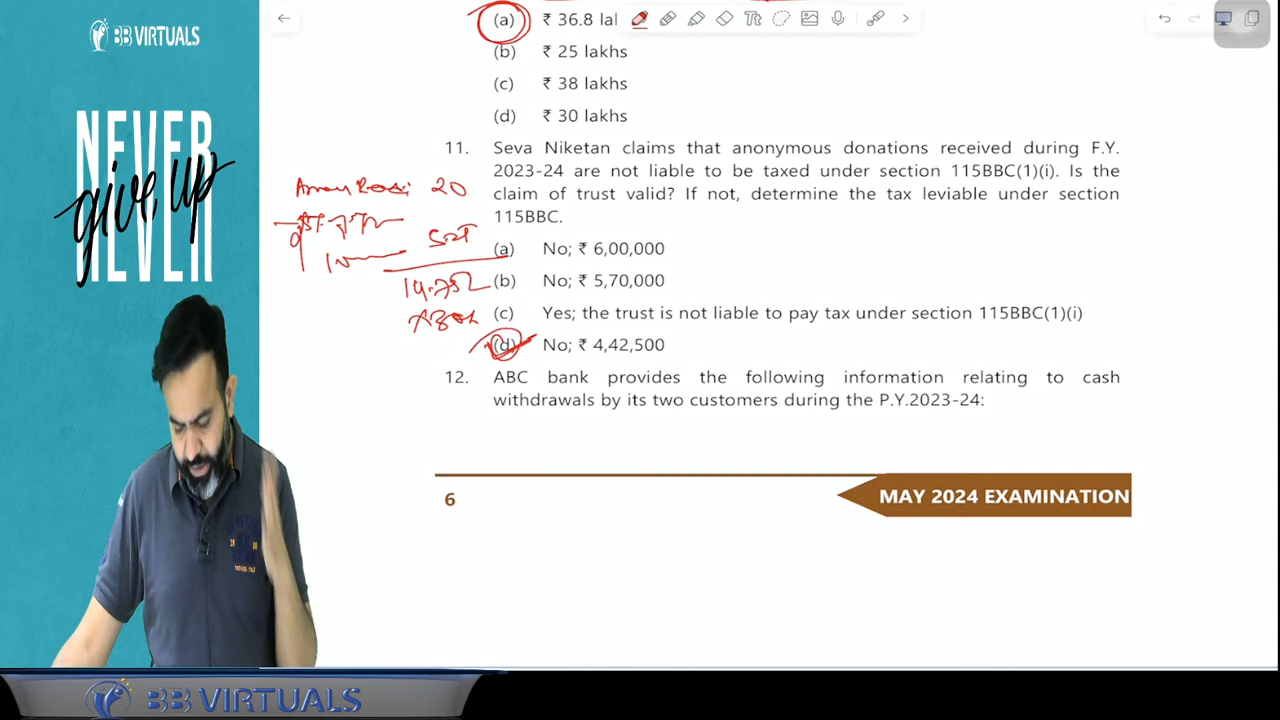 BB VIRTUALS
NEVER
give up
NEVER
(a) ₹ 36.8 lal
(b) ₹ 25 lakhs
(c) ₹ 38 lakhs
(d) ₹ 30 lakhs
11. Seva Niketan claims that anonymous donations received during F.Y.
2023-24 are not liable to be taxed under section 115BBC(1)(i). Is the
claim of trust valid? If not, determine the tax leviable under section
115BBC.
20
(a) No; ₹ 6,00,000
(b) No; ₹ 5,70,000
(c) Yes; the trust is not liable to pay tax under section 115BBC(1)(i)
(d) No; ₹ 4,42,500
12. ABC bank provides the following information relating to cash
withdrawals by its two customers during the P.Y.2023-24:
6
MAY 2024 EXAMINATION
BB VIRTUALS